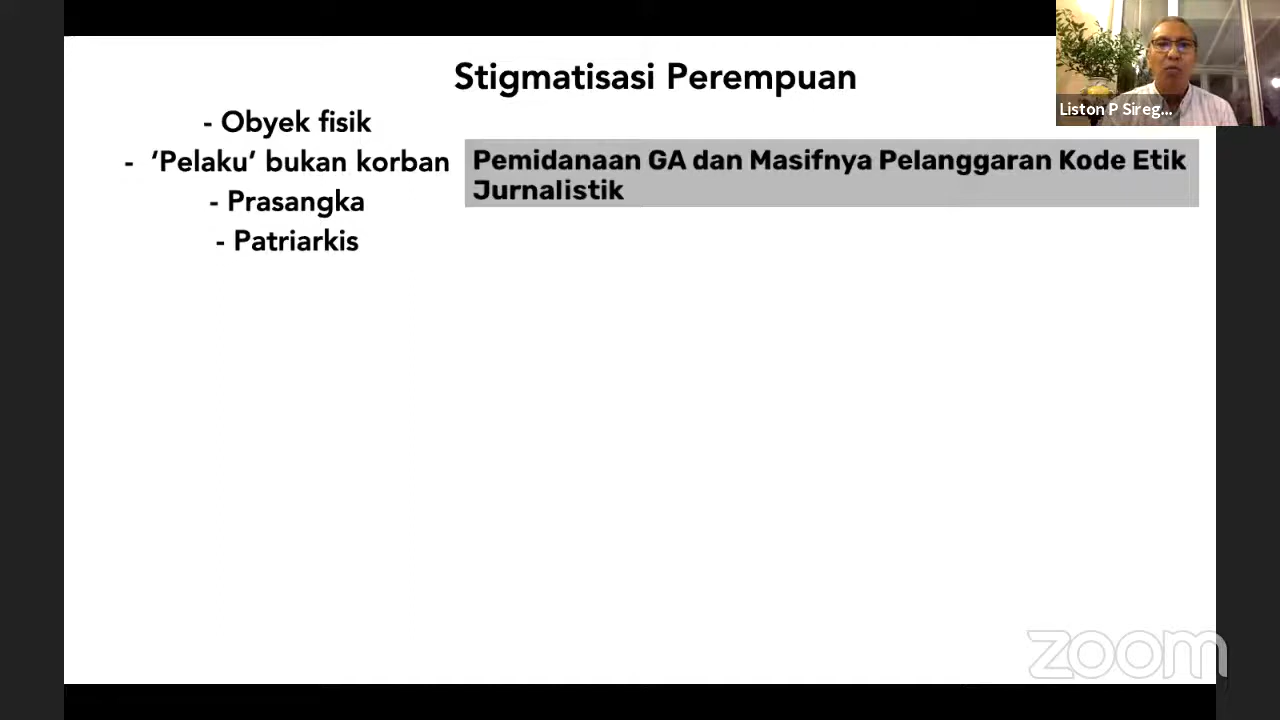 Stigmatisasi Perempuan
- Obyek fisik
- ‘Pelaku’ bukan korban
- Prasangka
- Patriarkis
Pemidanaan GA dan Masifnya Pelanggaran Kode Etik
Jurnalistik
Liston P Sireg...
zoom